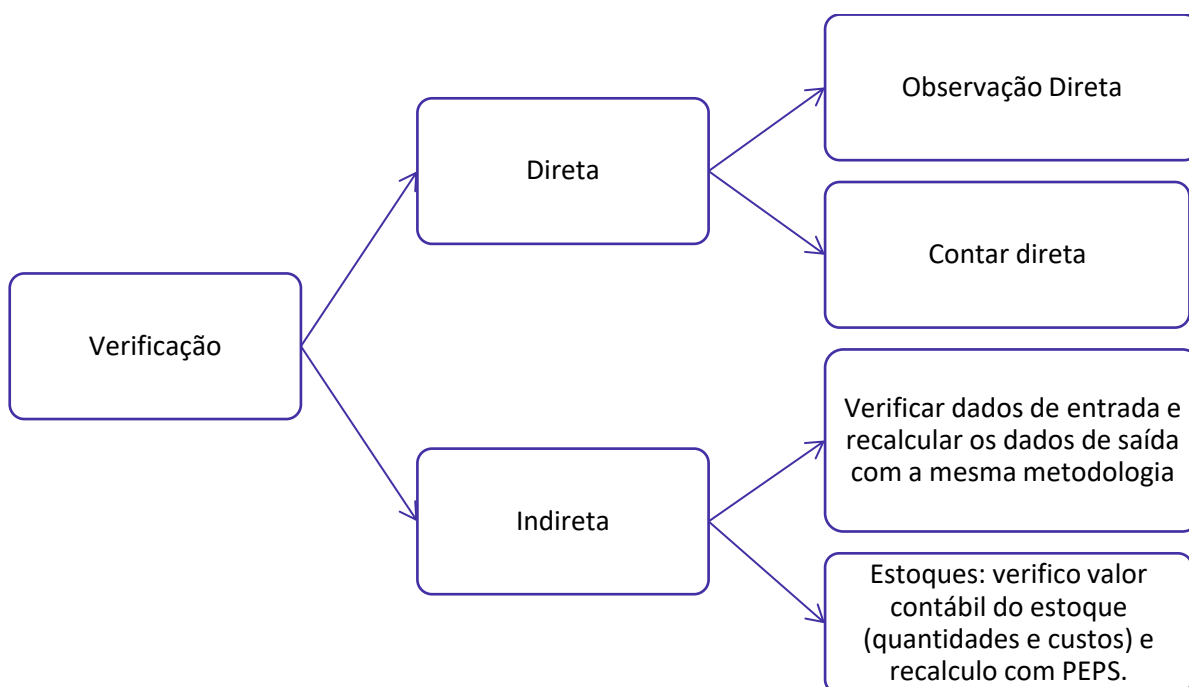 Verificação
Direta
Observação Direta
Contar direta
Indireta
Verificar dados de entrada e
recalcular os dados de saída
com a mesma metodologia
Estoques: verifico valor
contábil do estoque
(quantidades e custos) e
recalculo com PEPS.